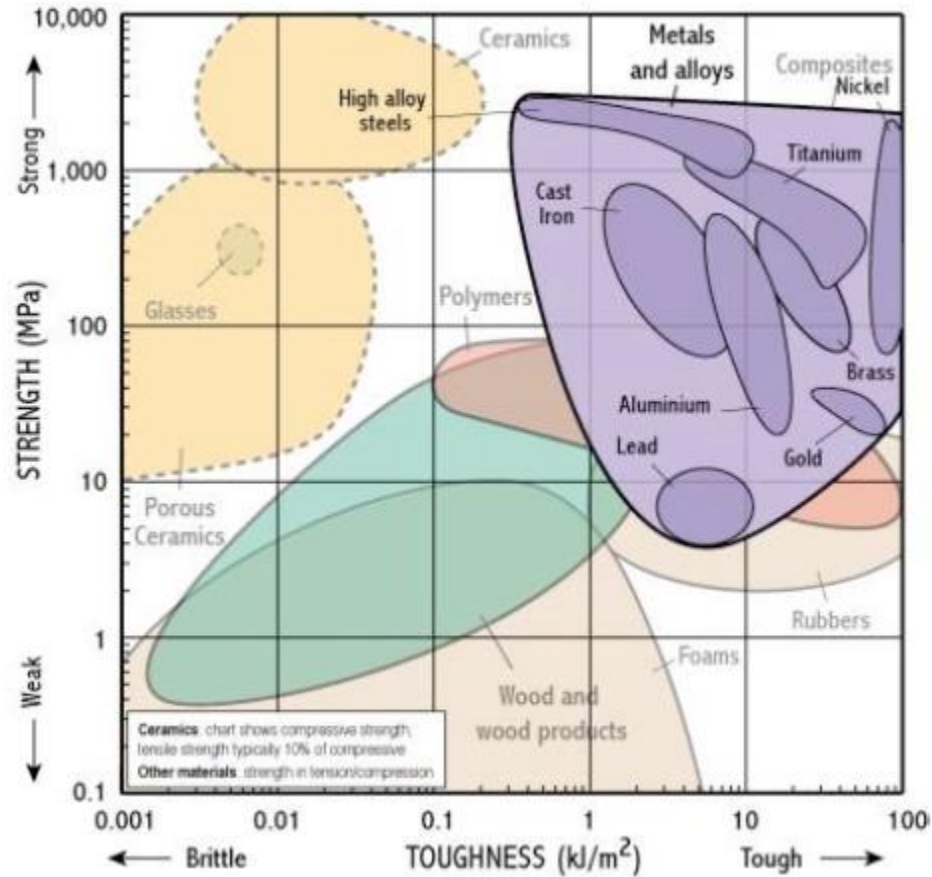 10,000
1,000
100
10
1
0.1
Strong
STRENGTH (MPa)
Weak
Ceramics
Metals
and alloys
Composites
Nickel
High alloy
steels
Titanium
Cast
Iron
Glasses
Polymers
Brass
Aluminium
Gold
Lead
Porous
Ceramics
Rubbers
Foams
Wood and
wood products
Ceramics: chart shows compressive strength,
tensile strength typically 10% of compressive
Other materials: strength in tension/compression
0.001 0.01 0.1 1 10 100
Brittle TOUGHNESS (kJ/m²) Tough